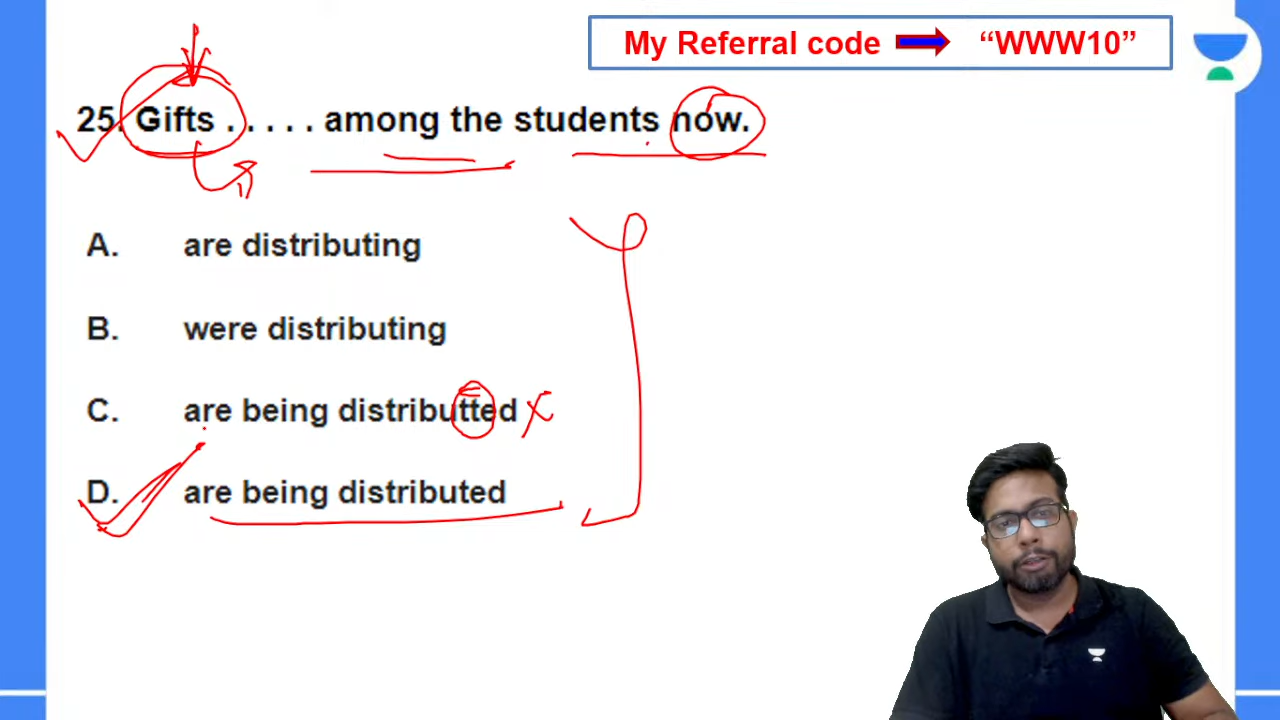 My Referral code “WWW10”
25. Gifts . . . . . among the students now.
A. are distributing
B. were distributing
C. are being distributted
D. are being distributed